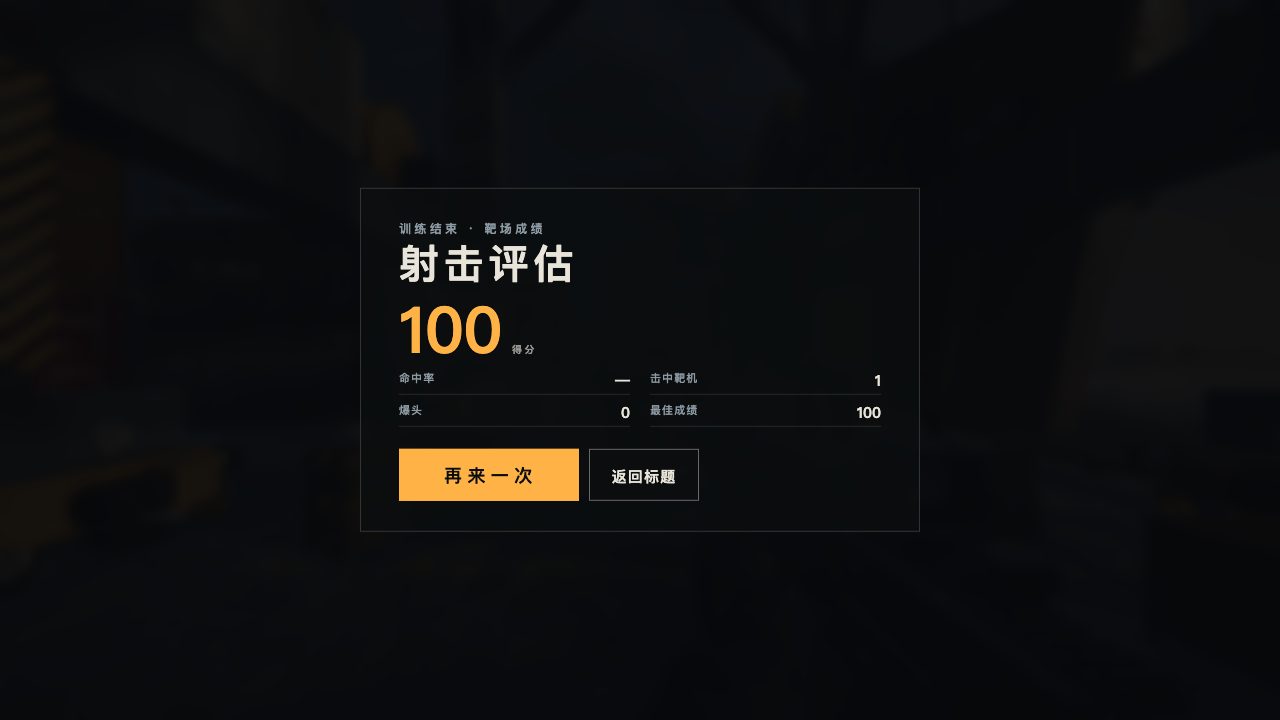 训练结束 · 靶场成绩
射击评估
100 得分
命中率 — 击中靶机 1
爆头 0 最佳成绩 100
再来一次 返回标题